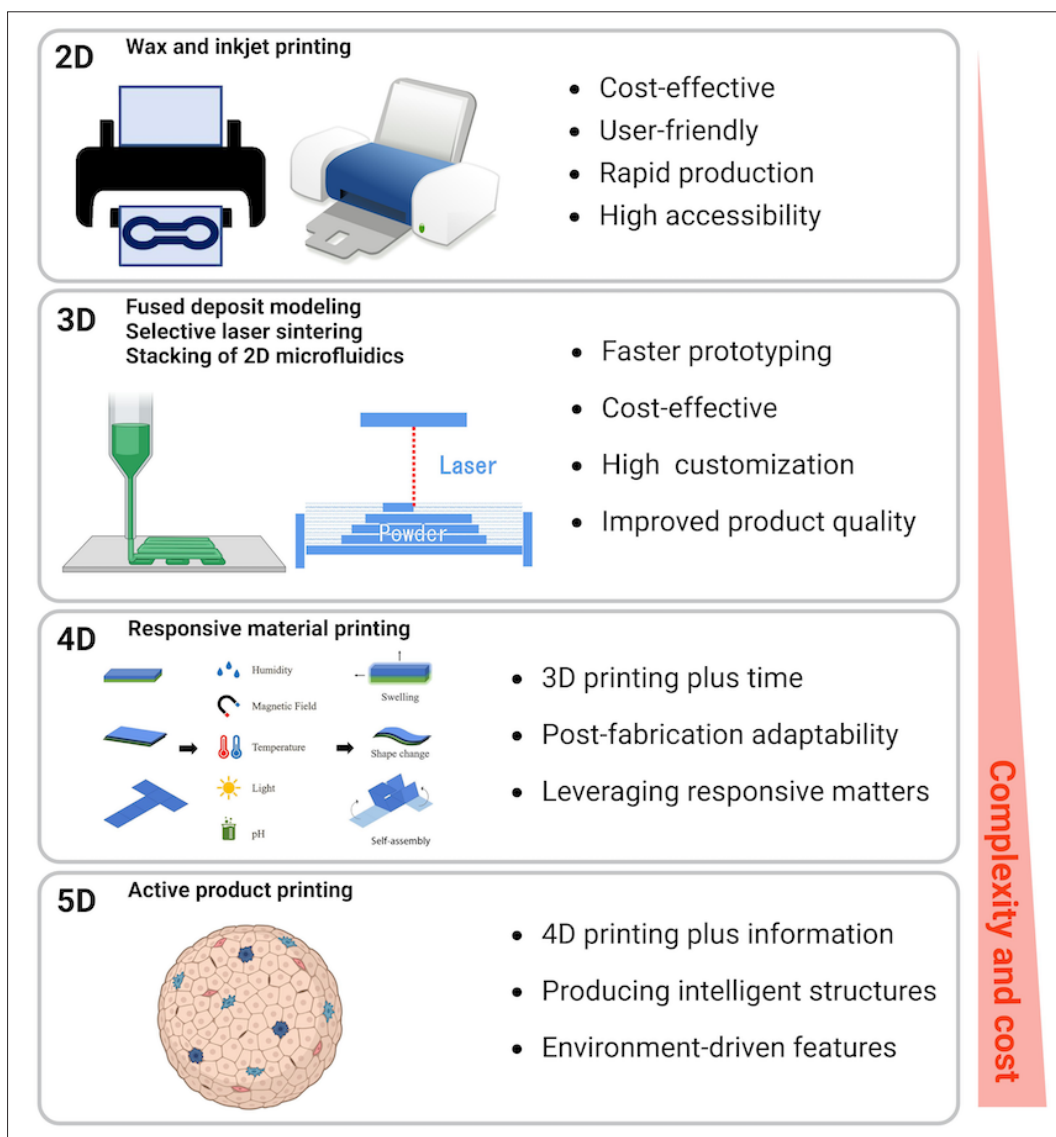 2D
Wax and inkjet printing
• Cost-effective
• User-friendly
• Rapid production
• High accessibility
3D
Fused deposit modeling
Selective laser sintering
Stacking of 2D microfluidics
Laser
Powder
• Faster prototyping
• Cost-effective
• High customization
• Improved product quality
4D
Responsive material printing
Humidity
Magnetic Field
Temperature
Light
pH
Swelling
Shape change
Self-assembly
• 3D printing plus time
• Post-fabrication adaptability
• Leveraging responsive matters
5D
Active product printing
• 4D printing plus information
• Producing intelligent structures
• Environment-driven features
Complexity and cost